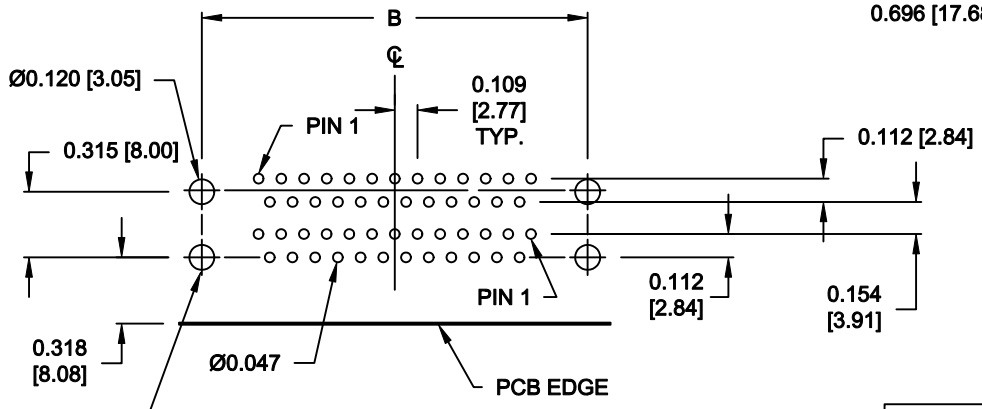 B
0.696 [17.68
℄
Ø0.120 [3.05]
0.109
[2.77]
TYP.
PIN 1
0.112 [2.84]
0.315 [8.00]
PIN 1
0.112
[2.84]
0.154
[3.91]
0.318
[8.08]
Ø0.047
PCB EDGE